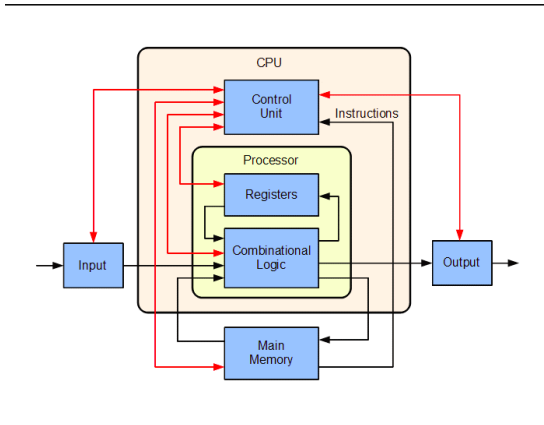 CPU
Control
Unit
Instructions
Processor
Registers
Combinational
Logic
Input
Output
Main
Memory